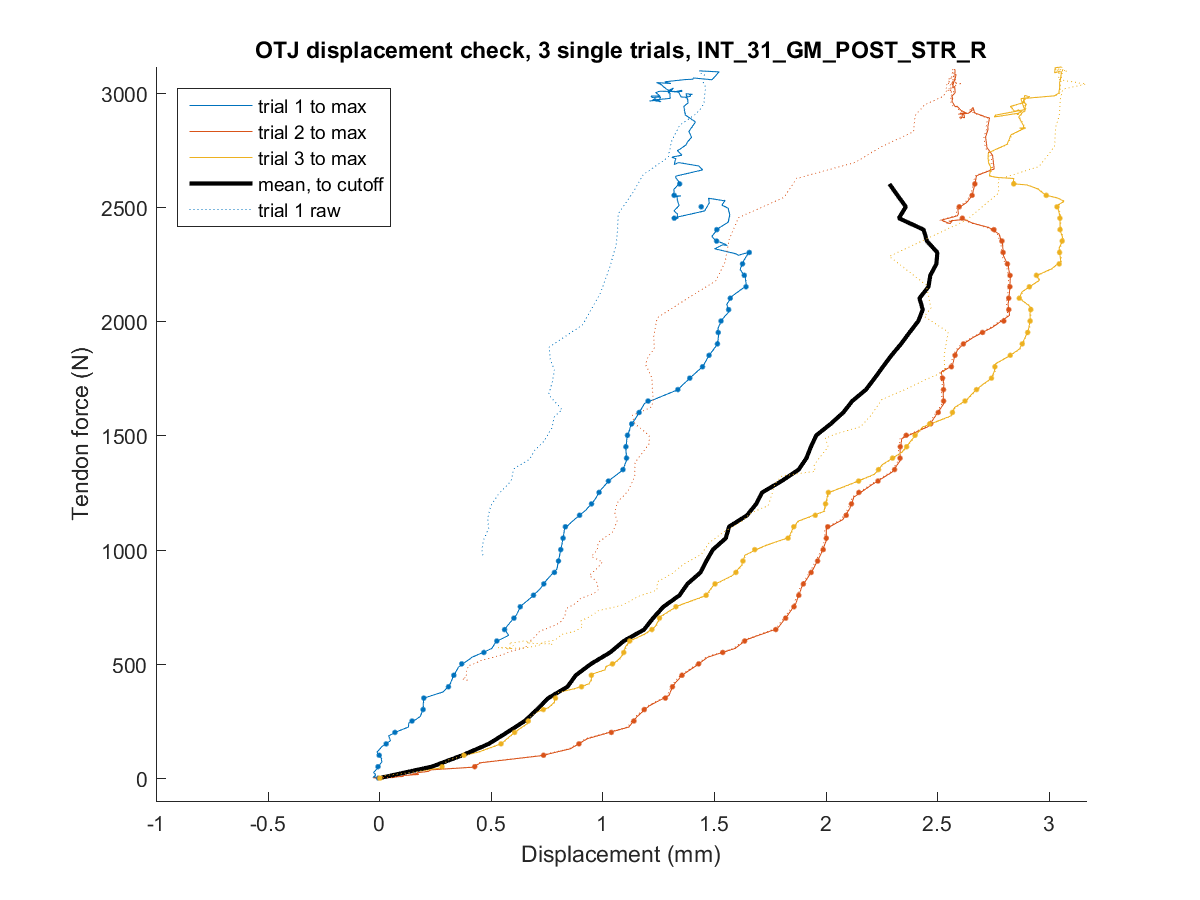 OTJ displacement check, 3 single trials, INT_31_GM_POST_STR_R
trial 1 to max
trial 2 to max
trial 3 to max
mean, to cutoff
trial 1 raw
3000
2500
2000
1500
1000
500
0
Tendon force (N)
-1
-0.5
0
0.5
1
1.5
2
2.5
3
Displacement (mm)